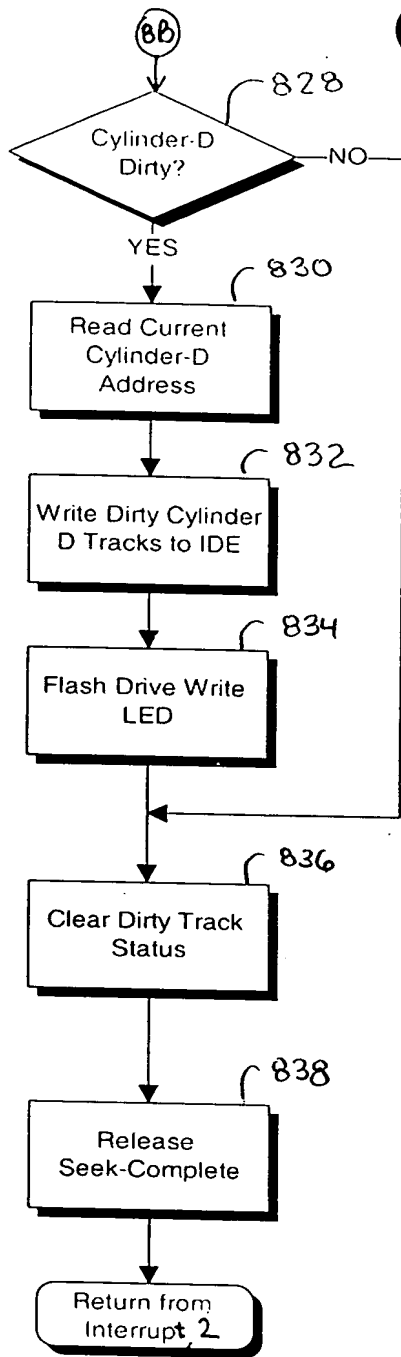 8B
828
Cylinder-D
Dirty?
NO
YES
830
Read Current
Cylinder-D
Address
832
Write Dirty Cylinder
D Tracks to IDE
834
Flash Drive Write
LED
836
Clear Dirty Track
Status
838
Release
Seek-Complete
Return from
Interrupt 2